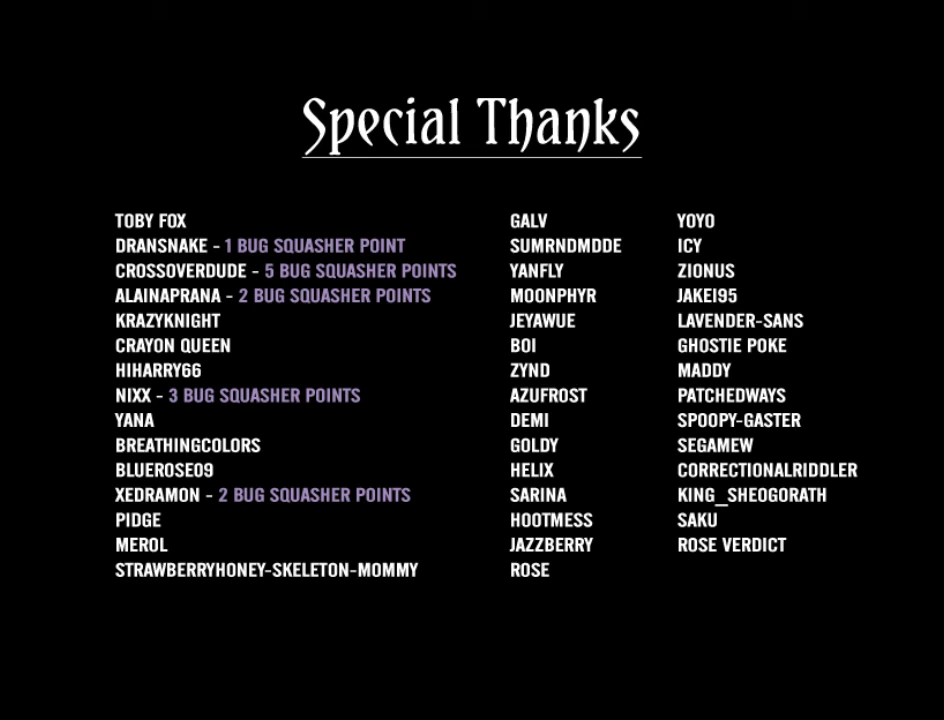 Special Thanks
TOBY FOX
DRANSNAKE - 1 BUG SQUASHER POINT
CROSSOVERDUDE - 5 BUG SQUASHER POINTS
ALAINAPRANA - 2 BUG SQUASHER POINTS
KRAZYKNIGHT
CRAYON QUEEN
HIHARRY66
NIXX - 3 BUG SQUASHER POINTS
YANA
BREATHINGCOLORS
BLUEROSE09
XEDRAMON - 2 BUG SQUASHER POINTS
PIDGE
MEROL
STRAWBERRYHONEY-SKELETON-MOMMY
GALV
SUMRNDMDDE
YANFLY
MOONPHYR
JEYAWUE
BOI
ZYND
AZUFROST
DEMI
GOLDY
HELIX
SARINA
HOOTMESS
JAZZBERRY
ROSE
YOYO
ICY
ZIONUS
JAKEI95
LAVENDER-SANS
GHOSTIE POKE
MADDY
PATCHEDWAYS
SPOOPY-GASTER
SEGAMEW
CORRECTIONALRIDDLER
KING_SHEOGORATH
SAKU
ROSE VERDICT